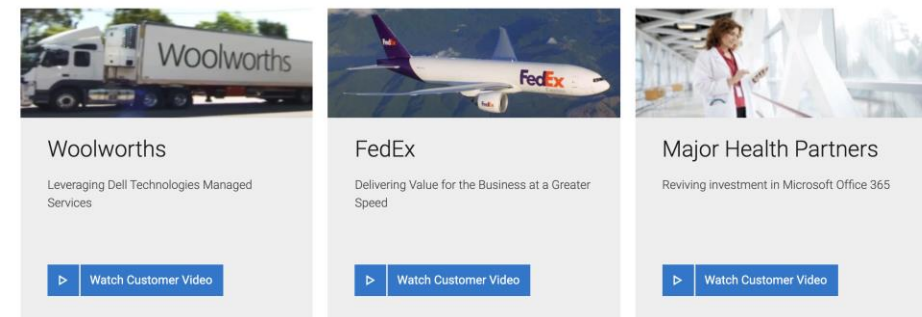 Woolworths
FedEx
FedEx
Woolworths
Leveraging Dell Technologies Managed
Services
Watch Customer Video
FedEx
Delivering Value for the Business at a Greater
Speed
Watch Customer Video
Major Health Partners
Reviving investment in Microsoft Office 365
Watch Customer Video